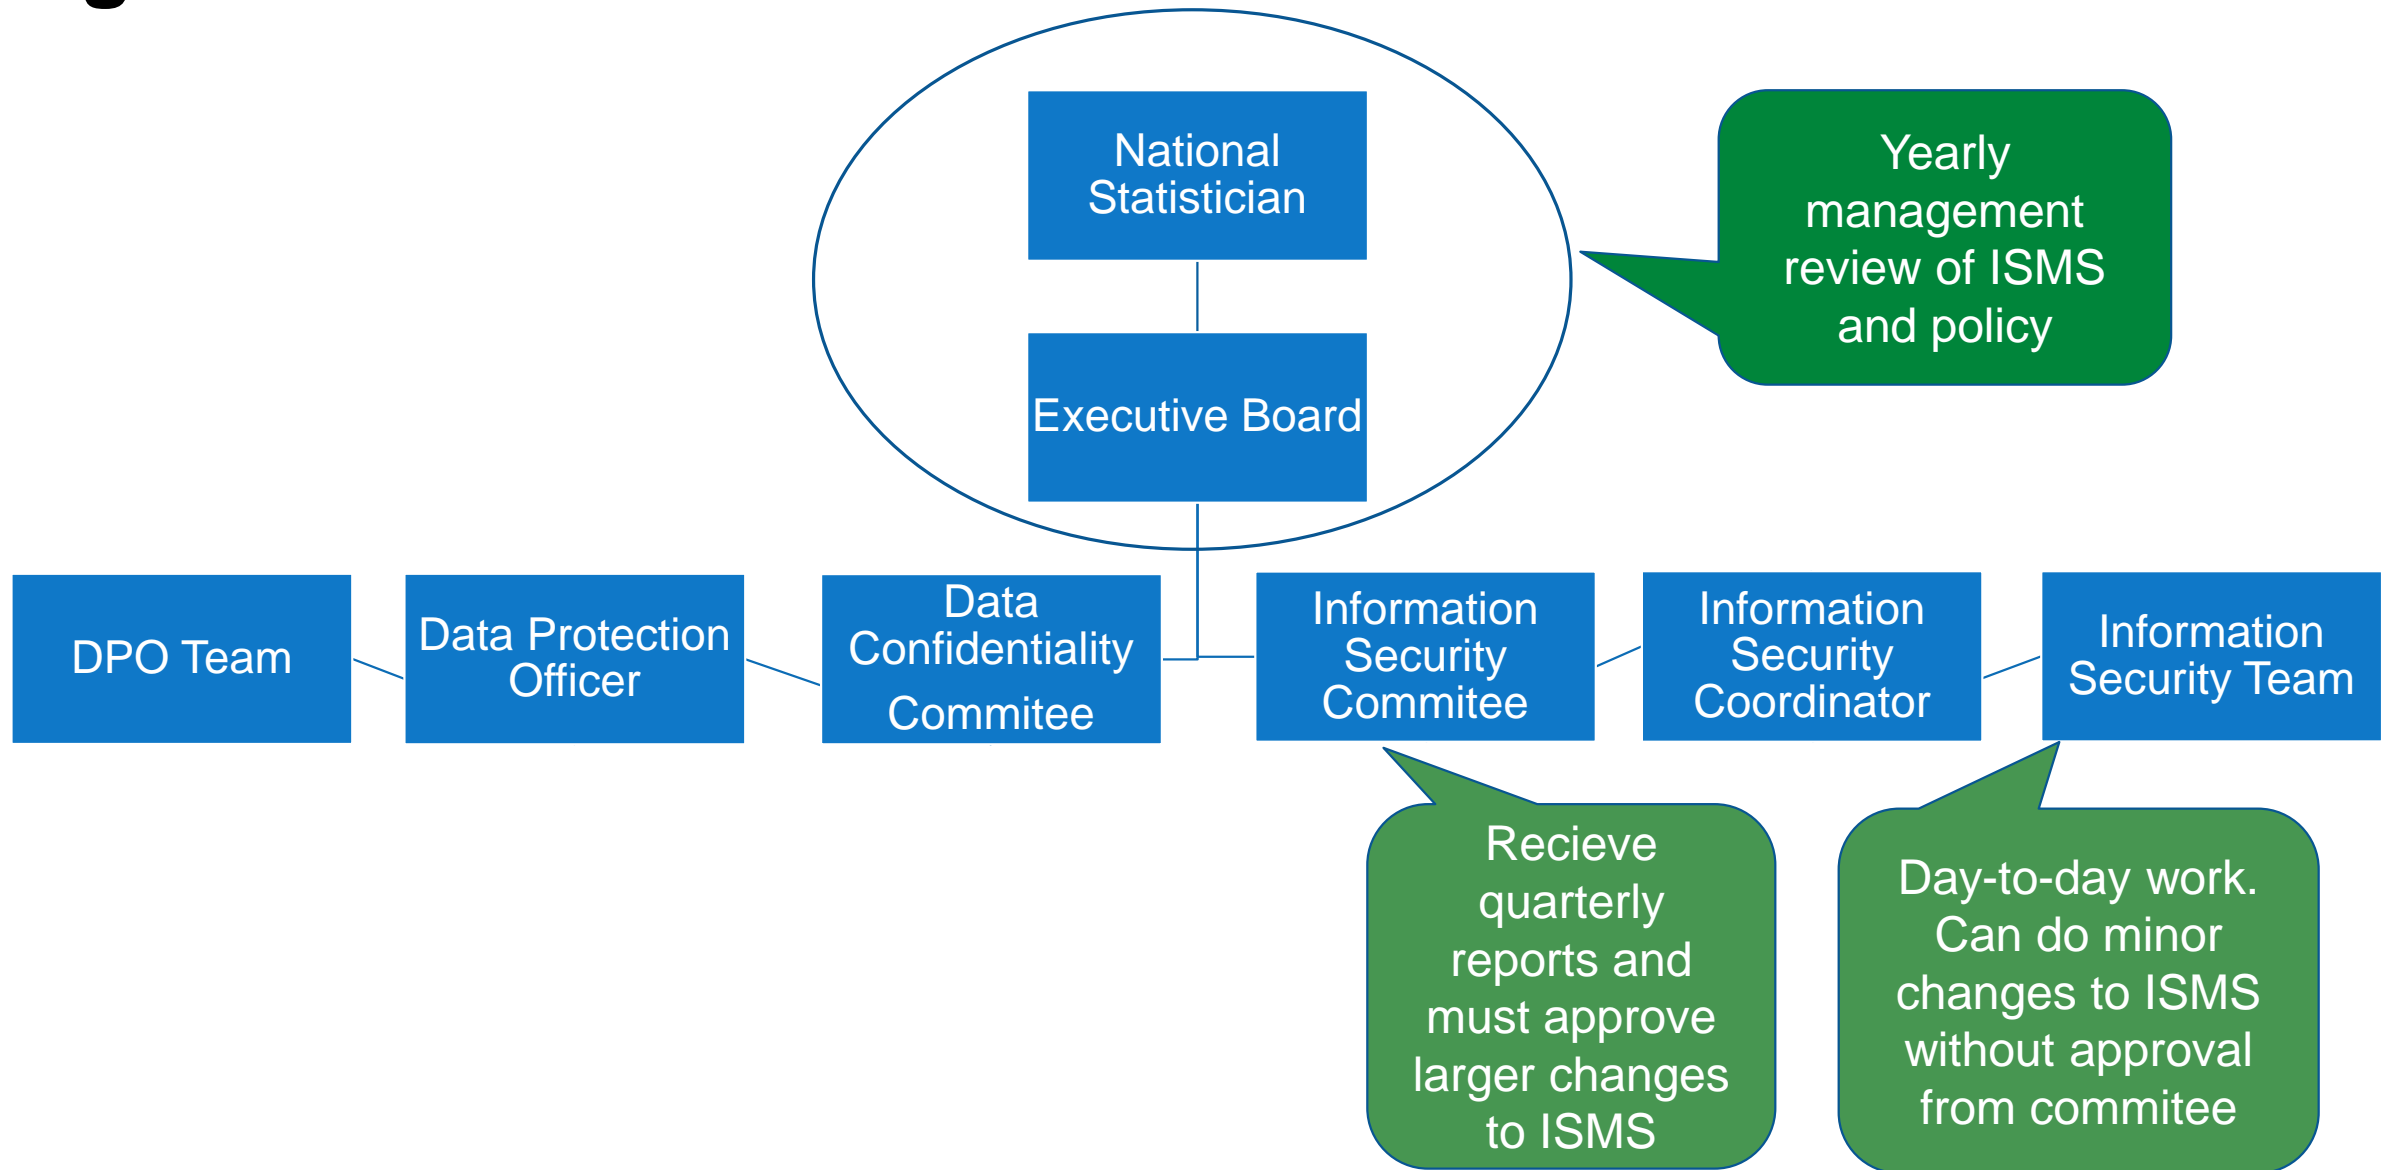 National
Statistician
Yearly
management
review of ISMS
and policy
Executive Board
DPO Team
Data Protection
Officer
Data
Confidentiality
Commitee
Information
Security
Commitee
Information
Security
Coordinator
Information
Security Team
Recieve
quarterly
reports and
must approve
larger changes
to ISMS
Day-to-day work.
Can do minor
changes to ISMS
without approval
from commitee